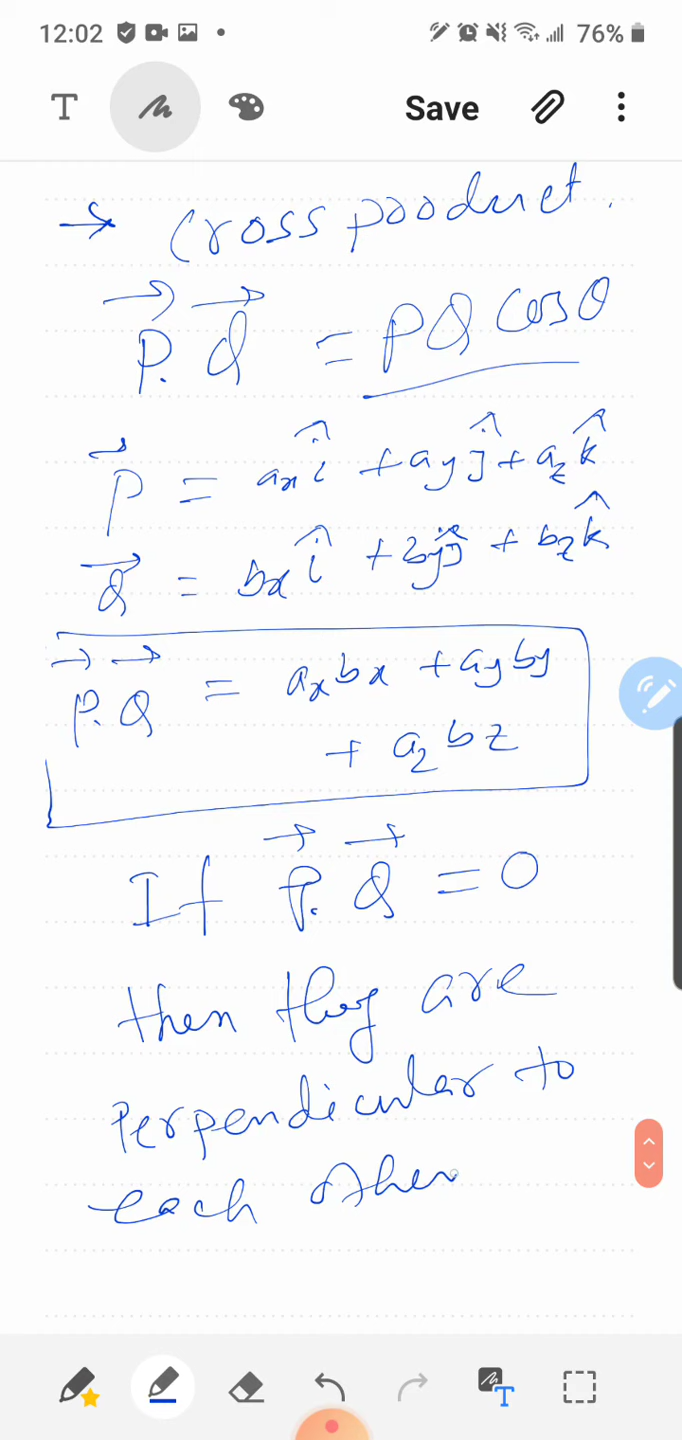 12:02 76%
T Save
→ Cross pooduct.
P⃗. Q⃗ = PQ Cosθ
P⃗ = axî + ayĵ + azk̂
Q⃗ = bxî + byĵ + bzk̂
P⃗. Q⃗ = axbx + ayby
+ azbz
If P⃗. Q⃗ = 0
then they are
Perpendicular to
each other
T